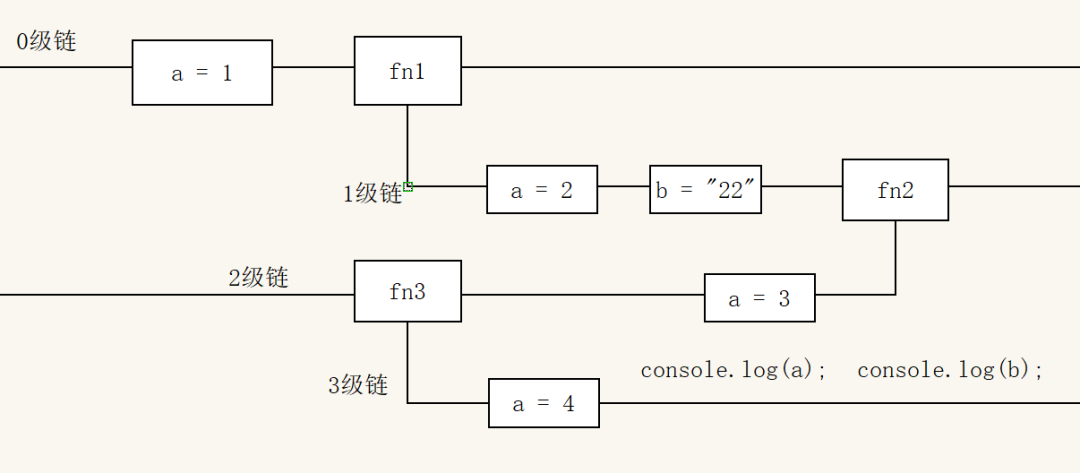 0级链
a = 1
fn1
1级链
a = 2
b = "22"
fn2
2级链
fn3
a = 3
3级链
a = 4
console.log(a); console.log(b);